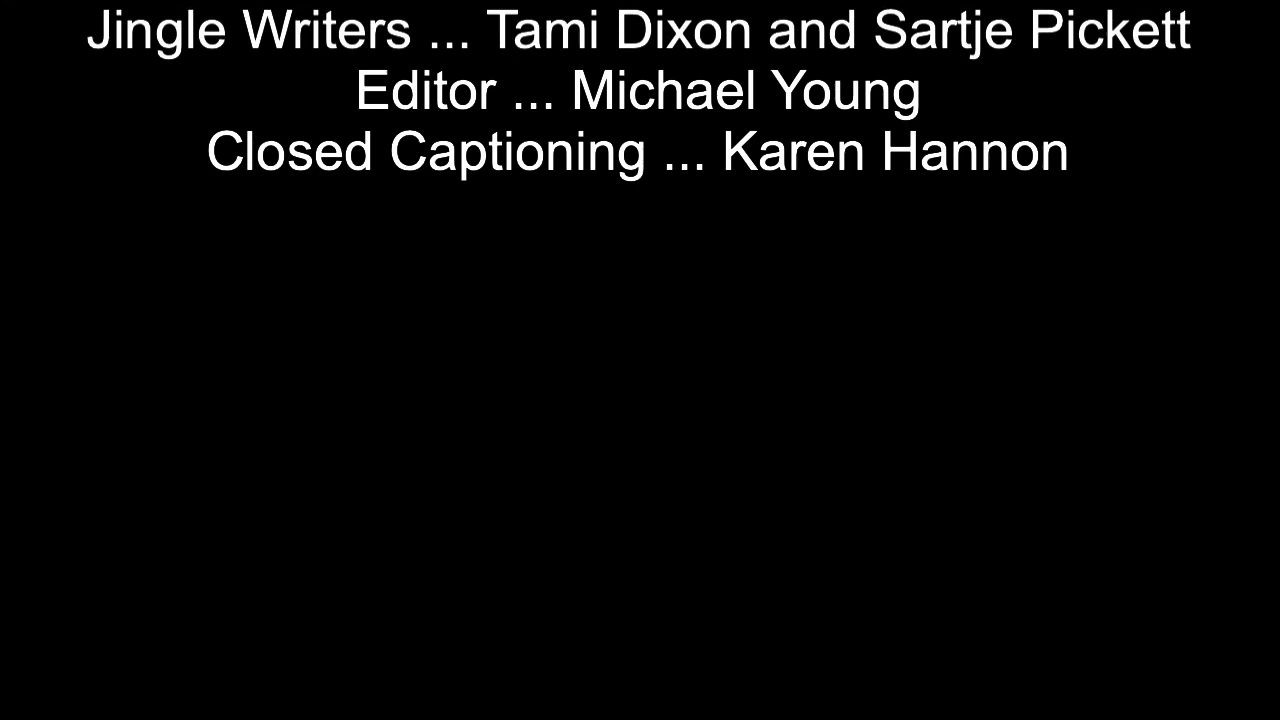 Jingle Writers ... Tami Dixon and Sartje Pickett
Editor ... Michael Young
Closed Captioning ... Karen Hannon